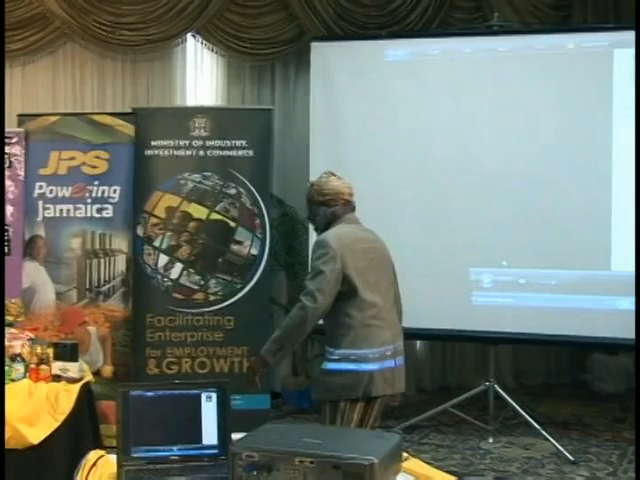 JPS
Powering
Jamaica
MINISTRY OF INDUSTRY,
INVESTMENT & COMMERCE
Facilitating
Enterprise
for EMPLOYMENT
& GROWTH